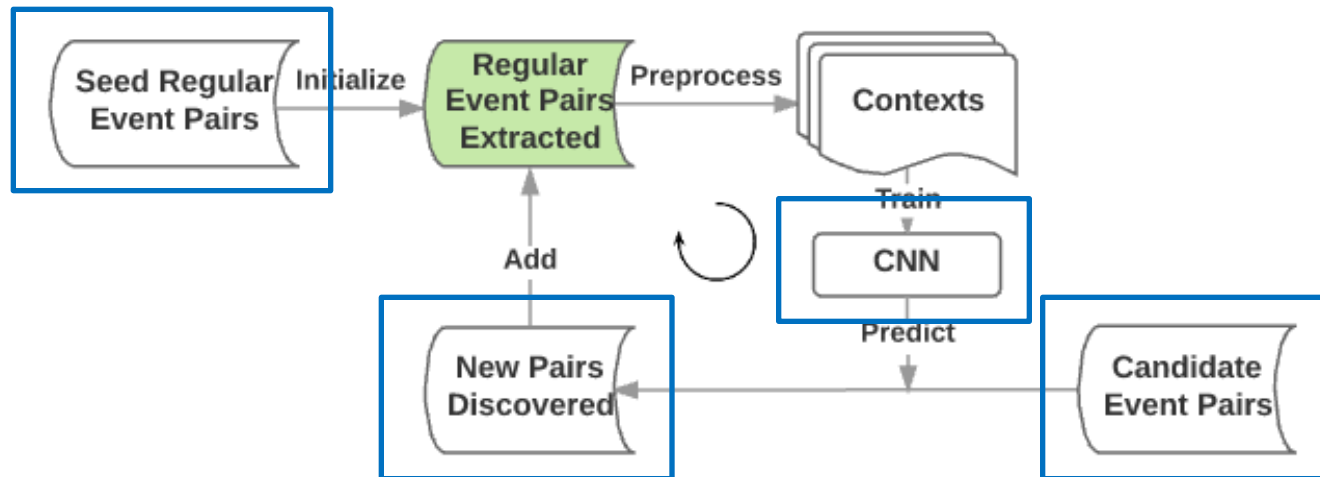 Seed Regular
Event Pairs
Initialize
Regular
Event Pairs
Extracted
Preprocess
Contexts
Train
CNN
Add
Predict
New Pairs
Discovered
Candidate
Event Pairs